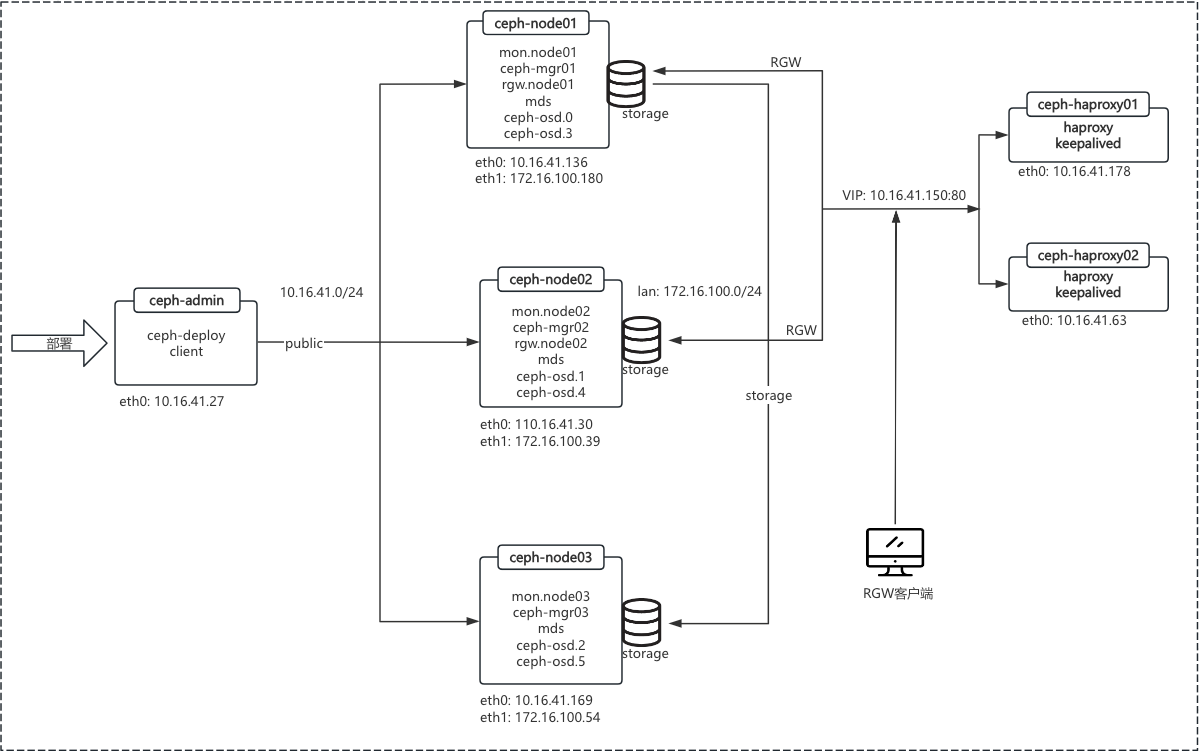 ceph-node01
mon.node01
ceph-mgr01
rgw.node01
mds
ceph-osd.0
ceph-osd.3
storage
eth0: 10.16.41.136
eth1: 172.16.100.180
RGW
ceph-haproxy01
haproxy
keepalived
eth0: 10.16.41.178
VIP: 10.16.41.150:80
ceph-haproxy02
haproxy
keepalived
eth0: 10.16.41.63
部署
ceph-admin
ceph-deploy
client
eth0: 10.16.41.27
10.16.41.0/24
public
ceph-node02
mon.node02
ceph-mgr02
rgw.node02
mds
ceph-osd.1
ceph-osd.4
storage
eth0: 110.16.41.30
eth1: 172.16.100.39
lan: 172.16.100.0/24
RGW
storage
ceph-node03
mon.node03
ceph-mgr03
mds
ceph-osd.2
ceph-osd.5
storage
eth0: 10.16.41.169
eth1: 172.16.100.54
RGW客户端